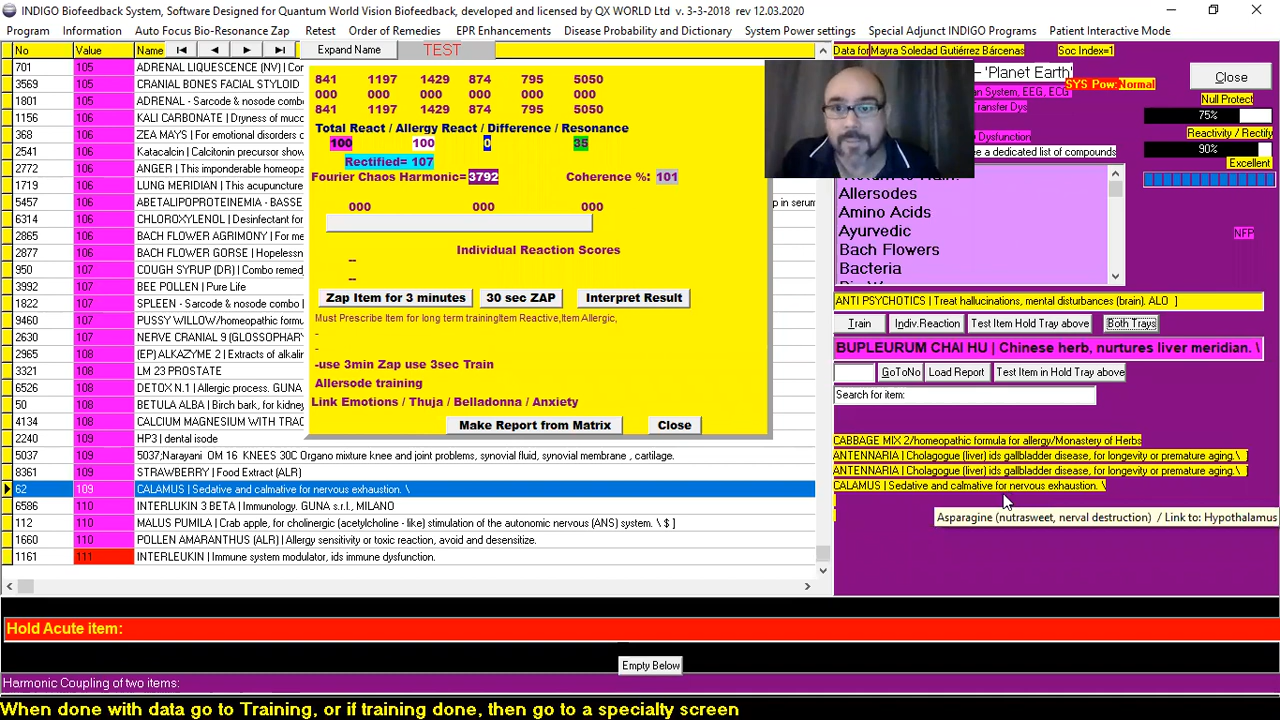 INDIGO Biofeedback System, Software Designed for Quantum World Vision Biofeedback, developed and licensed by QX WORLD Ltd v. 3-3-2018 rev 12.03.2020
Program Information Auto Focus Bio-Resonance Zap Retest Order of Remedies EPR Enhancements Disease Probability and Dictionary System Power settings Special Adjunct INDIGO Programs Patient Interactive Mode
No Value Name Expand Name TEST
701 105 ADRENAL LIQUESCENCE (NV) | Co
3569 105 CRANIAL BONES FACIAL STYLOID
1801 105 ADRENAL - Sarcode & nosode comb
1156 106 KALI CARBONATE | Dryness of muc
368 106 ZEA MAYS | For emotional disorders
2541 106 Katacalcin | Calcitonin precursor show
2772 106 ANGER | This imponderable homeopa
1719 106 LUNG MERIDIAN | This acupuncture
5457 106 ABETALIPOPROTEINEMIA - BASSE
p in serum
6314 106 CHLOROXYLENOL | Desinfectant for
2865 106 BACH FLOWER AGRIMONY | For me
2877 106 BACH FLOWER GORSE | Hopelessn
950 107 COUGH SYRUP (DR) | Combo remed
3992 107 BEE POLLEN | Pure Life
1822 107 SPLEEN - Sarcode & nosode combo
9460 107 PUSSY WILLOW/homeopathic formu
2630 107 NERVE CRANIAL 9 (GLOSSOPHAR
2965 108 (EP) ALKAZYME 2 | Extracts of alkalin
3321 108 LM 23 PROSTATE
6526 108 DETOX N.1 | Allergic process. GUNA
50 108 BETULA ALBA | Birch bark, for kidney
4134 108 CALCIUM MAGNESIUM WITH TRAC
2240 109 HP3 | dental isode
5037 109 5037;Narayani OM 16 KNEES 30C Organo mixture knee and joint problems, synovial fluid, synovial membrane , cartilage.
8361 109 STRAWBERRY | Food Extract (ALR)
62 109 CALAMUS | Sedative and calmative for nervous exhaustion. \
6586 109 INTERLUKIN 3 BETA | Immunology. GUNA s.r.l., MILANO
112 109 MALUS PUMILA | Crab apple, for cholinergic (acetylcholine - like) stimulation of the autonomic nervous (ANS) system. \ $ ]
1660 109 POLLEN AMARANTHUS (ALR) | Allergy sensitivity or toxic reaction, avoid and desensitize.
1161 111 INTERLEUKIN | Immune system modulator, ids immune dysfunction.
841 1197 1429 874 795 5050
000 000 000 000 000 000
841 1197 1429 874 795 5050
Total React / Allergy React / Difference / Resonance
100 100 0 35
Rectified= 107
Fourier Chaos Harmonic= 3792 Coherence %: 101
000 000 000
Individual Reaction Scores
--
--
Zap Item for 3 minutes 30 sec ZAP Interpret Result
Must Prescribe Item for long term trainingItem Reactive,Item Allergic,
-
-
-use 3min Zap use 3sec Train
Allersode training
Link Emotions / Thuja / Belladonna / Anxiety
Make Report from Matrix Close
Data for Mayra Soledad Gutiérrez Bárcenas Soc Index=1
- 'Planet Earth'
SYS Pow:Normal
Close
an System, EEG, ECG
Null Protect
Transfer Dys
75%
Reactivity / Rectify
Dysfunction
90%
e a dedicated list of compounds
Excellent
Allersodes
Amino Acids
Ayurvedic
Bach Flowers
Bacteria
NFP
ANTI PSYCHOTICS | Treat hallucinations, mental disturbances (brain). ALO ]
Train Indiv.Reaction Test Item Hold Tray above Both Trays
BUPLEURUM CHAI HU | Chinese herb, nurtures liver meridian. \
GoToNo Load Report Test Item in Hold Tray above
Search for item:
CABBAGE MIX 2/homeopathic formula for allergy/Monastery of Herbs
ANTENNARIA | Cholagogue (liver) ids gallbladder disease, for longevity or premature aging.\
ANTENNARIA | Cholagogue (liver) ids gallbladder disease, for longevity or premature aging.\
CALAMUS | Sedative and calmative for nervous exhaustion. \
Asparagine (nutrasweet, nerval destruction) / Link to: Hypothalamus
Hold Acute item:
Empty Below
Harmonic Coupling of two items:
When done with data go to Training, or if training done, then go to a specialty screen